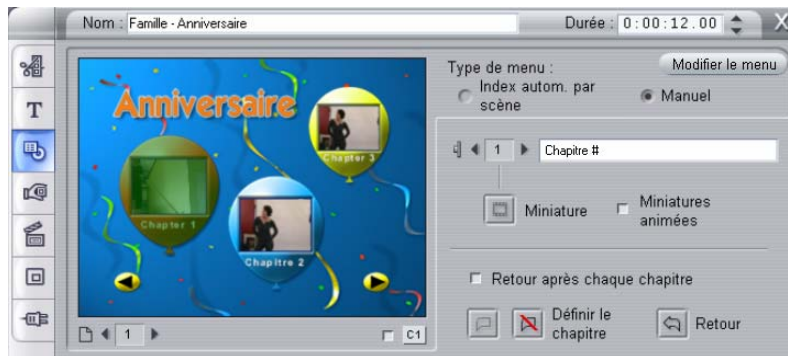 Nom : Famille - Anniversaire
Durée : 0:00:12.00
X
T
Anniversaire
Chapter 3
Chapter 1
Chapitre 2
1
C1
Type de menu :
Modifier le menu
Index autom. par
scène
Manuel
1
Chapitre #
Miniature
Miniatures
animées
Retour après chaque chapitre
Définir le
chapitre
Retour